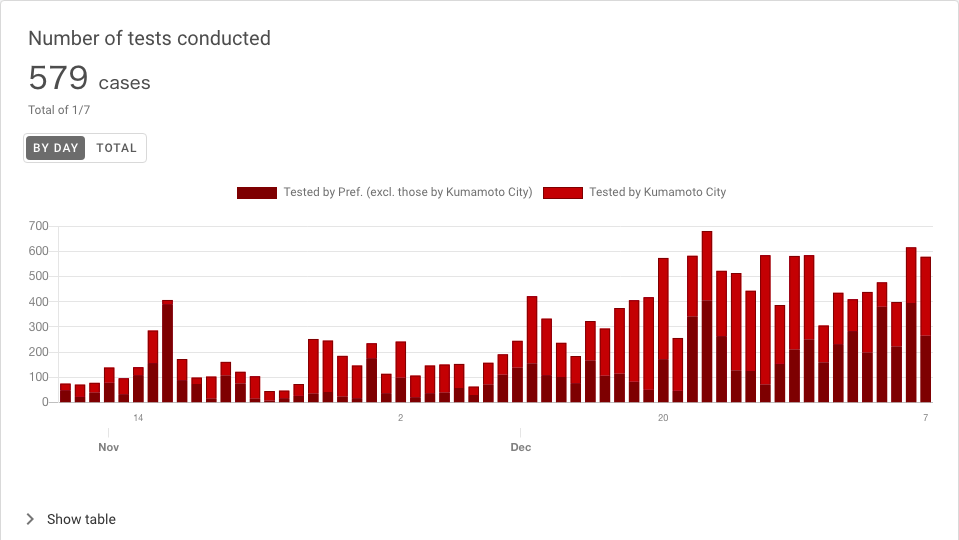 Number of tests conducted
579 cases
Total of 1/7
BY DAY TOTAL
Tested by Pref. (excl. those by Kumamoto City) Tested by Kumamoto City
700
600
500
400
300
200
100
0
14 2 20 7
Nov Dec
Show table